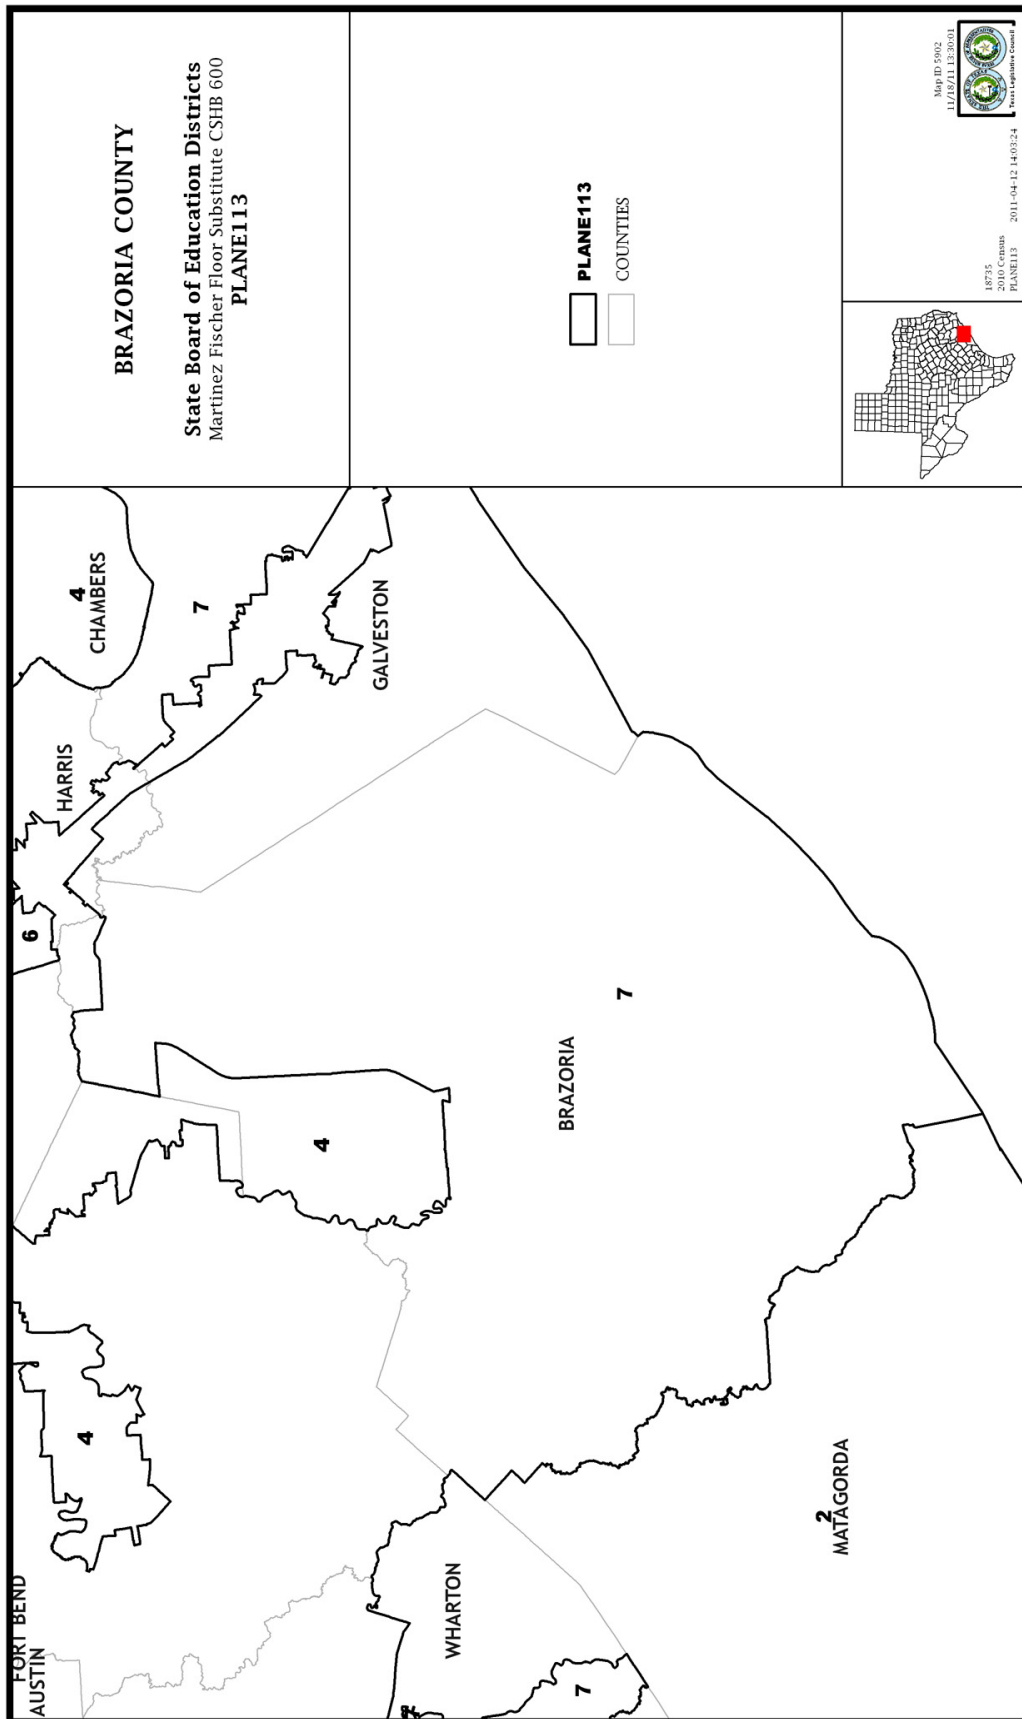 BRAZORIA COUNTY
State Board of Education Districts
Martinez Fischer Floor Substitute CSHB 600
PLANE113
PLANE113
COUNTIES
Map ID 5902
11/18/11 13:30:01
Texas Legislative Council
18735
2010 Census
PLANE113 2011-04-12 14:03:24
4
CHAMBERS
7
HARRIS
GALVESTON
6
7
BRAZORIA
4
4
2
MATAGORDA
WHARTON
7
FORT BEND
AUSTIN